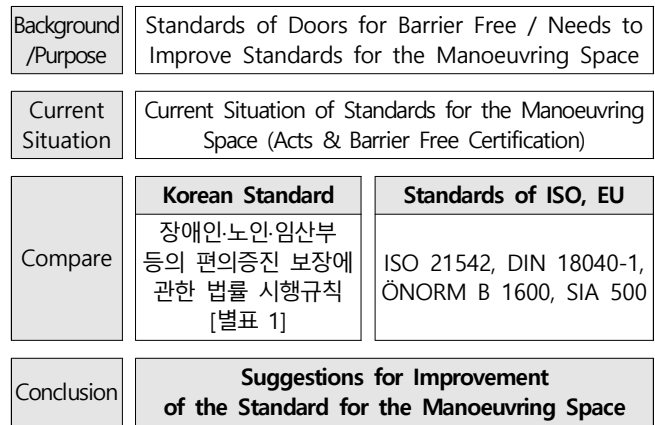 Background
/Purpose
Standards of Doors for Barrier Free / Needs to
Improve Standards for the Manoeuvring Space
Current
Situation
Current Situation of Standards for the Manoeuvring
Space (Acts & Barrier Free Certification)
Compare
Korean Standard
장애인·노인·임산부
등의 편의증진 보장에
관한 법률 시행규칙
[별표 1]
Standards of ISO, EU
ISO 21542, DIN 18040-1,
ÖNORM B 1600, SIA 500
Conclusion
Suggestions for Improvement
of the Standard for the Manoeuvring Space